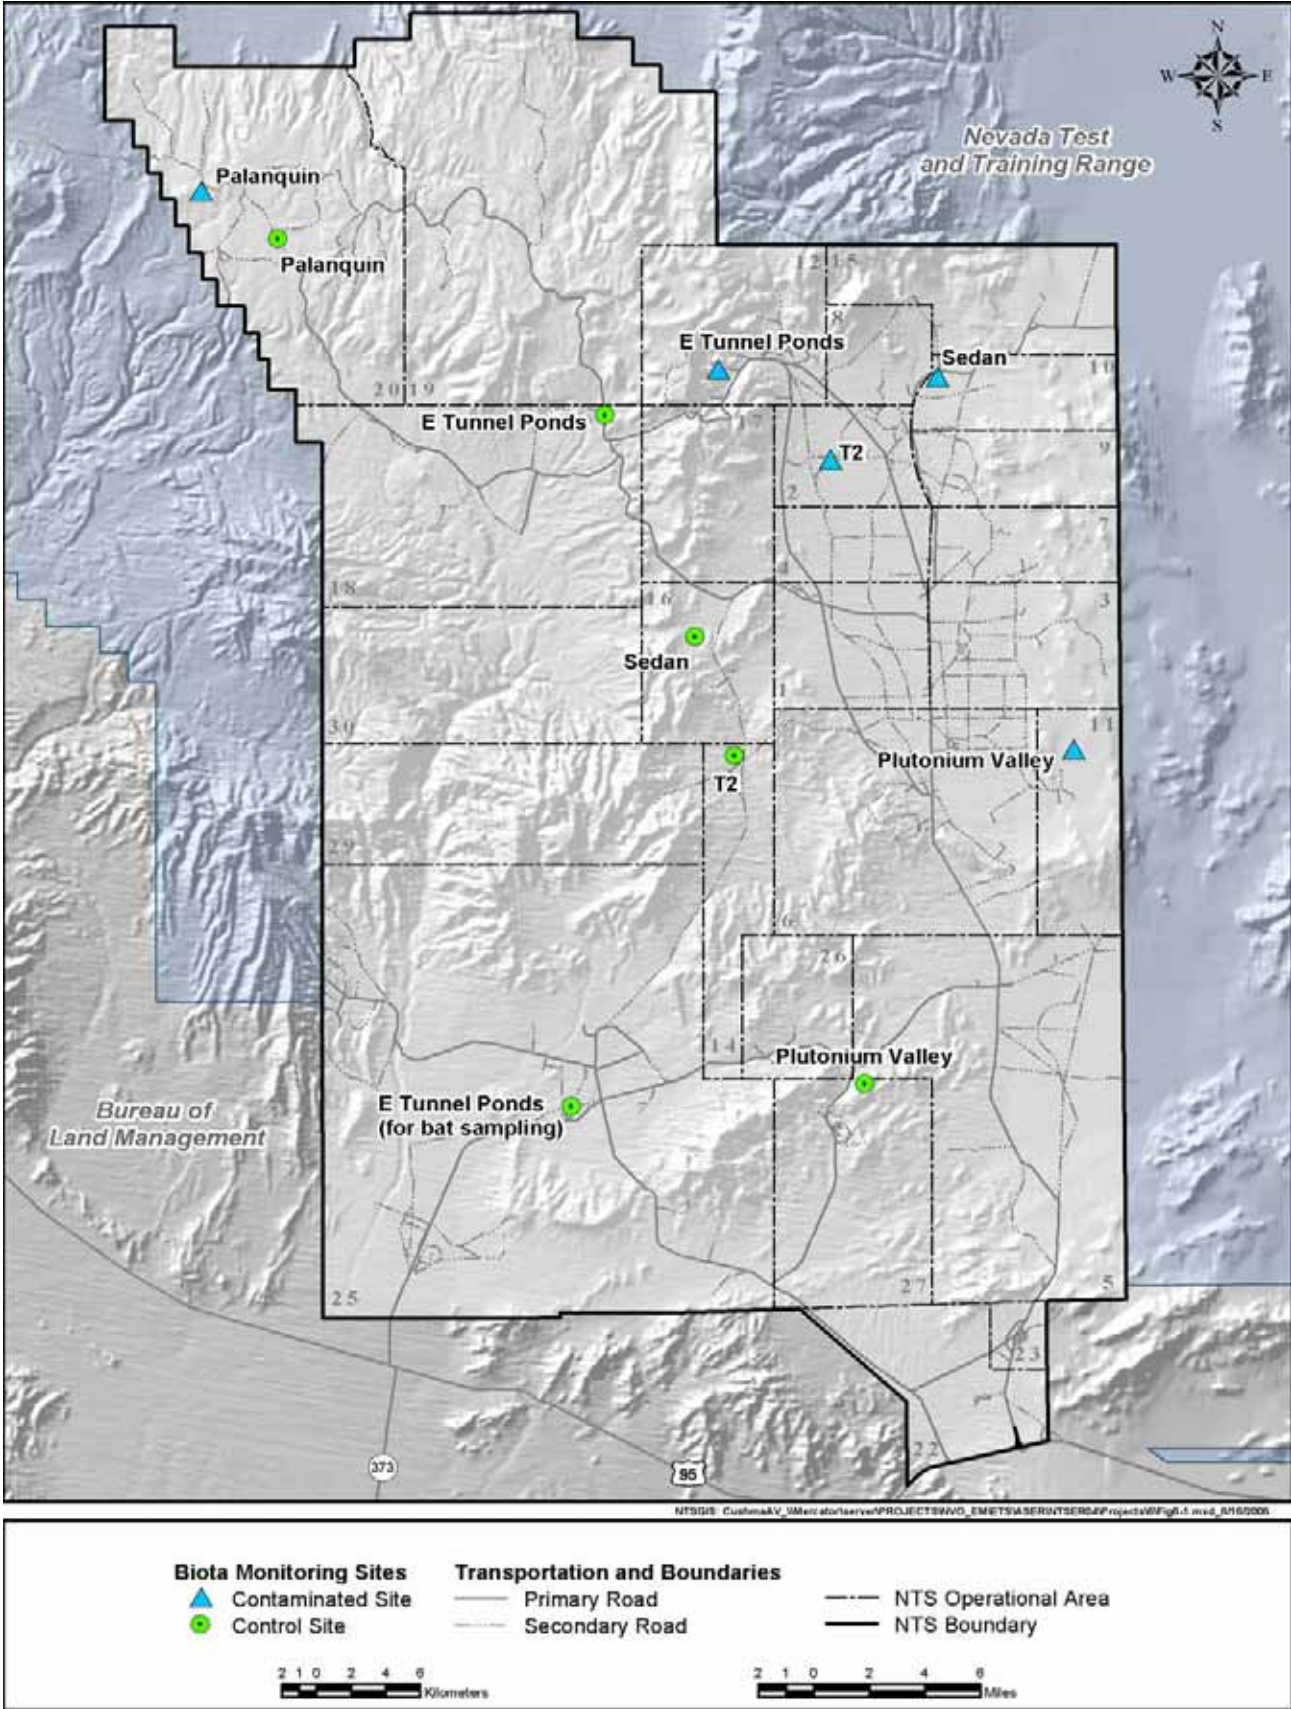 N
W E
S
Nevada Test
and Training Range
Palanquin
Palanquin
12
15
8
E Tunnel Ponds
Sedan
10
20
19
E Tunnel Ponds
17
T2
9
2
7
4
18
16
3
Sedan
1
30
11
Plutonium Valley
T2
29
6
26
14
Plutonium Valley
E Tunnel Ponds
(for bat sampling)
Bureau of
Land Management
25
27
5
23
22
373
95
Biota Monitoring Sites
Contaminated Site
Control Site
Transportation and Boundaries
Primary Road
Secondary Road
NTS Operational Area
NTS Boundary
2 1 0 2 4 6
Kilometers
2 1 0 2 4 6
Miles